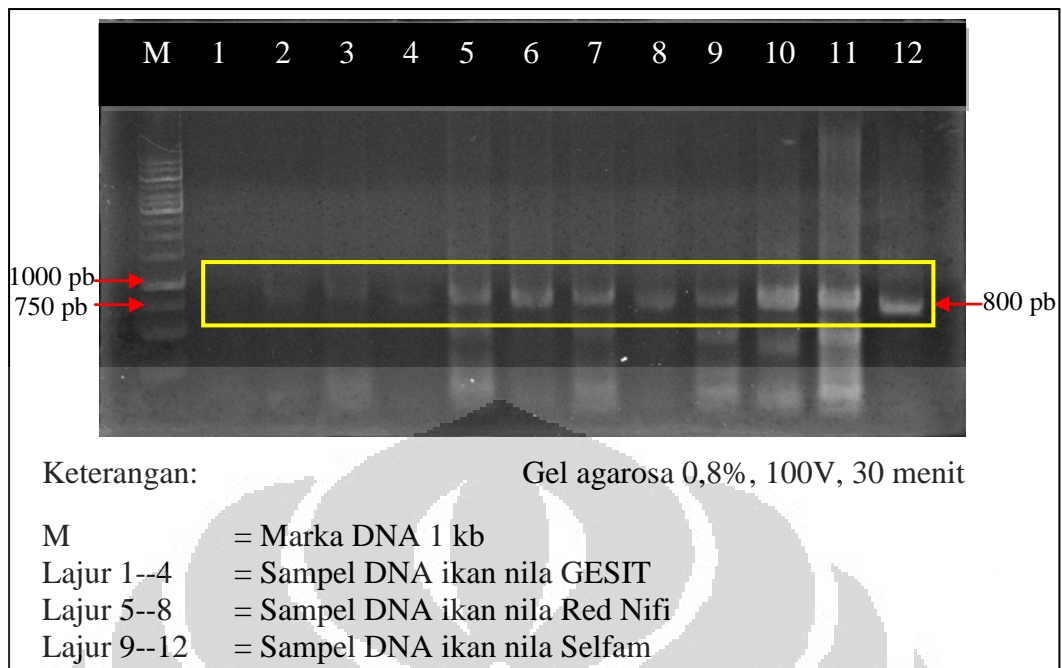 M 1 2 3 4 5 6 7 8 9 10 11 12
1000 pb
750 pb
800 pb
Keterangan: Gel agarosa 0,8%, 100V, 30 menit
M = Marka DNA 1 kb
Lajur 1--4 = Sampel DNA ikan nila GESIT
Lajur 5--8 = Sampel DNA ikan nila Red Nifi
Lajur 9--12 = Sampel DNA ikan nila Selfam